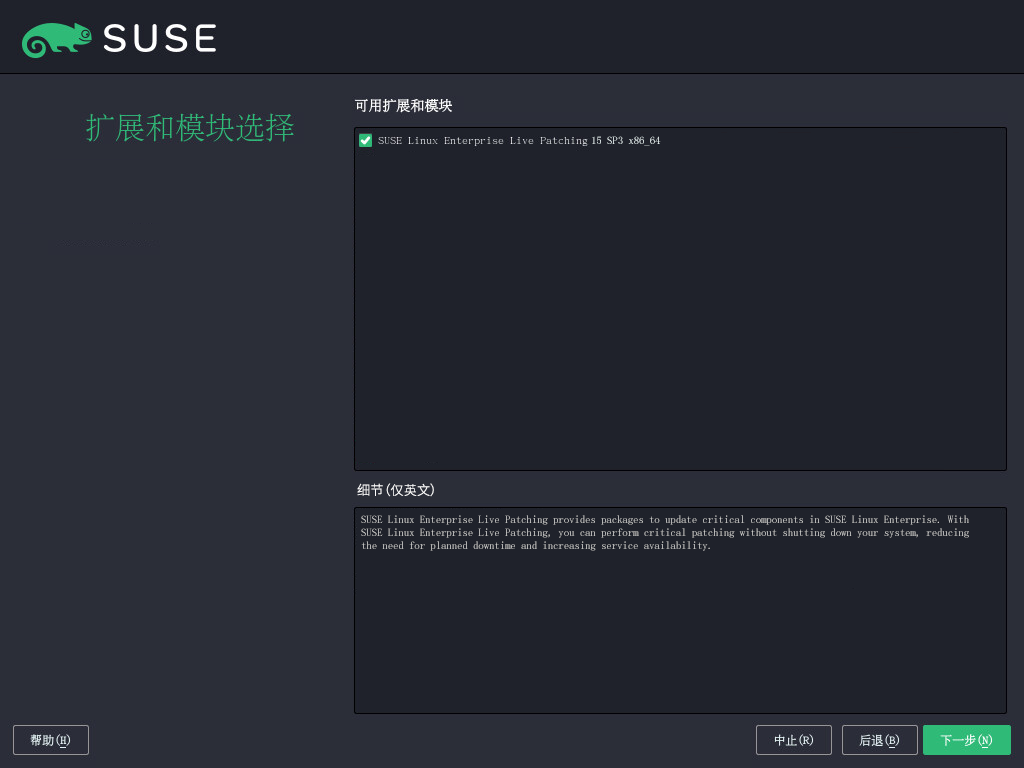 SUSE
扩展和模块选择
可用扩展和模块
SUSE Linux Enterprise Live Patching 15 SP3 x86_64
细节(仅英文)
SUSE Linux Enterprise Live Patching provides packages to update critical components in SUSE Linux Enterprise. With
SUSE Linux Enterprise Live Patching, you can perform critical patching without shutting down your system, reducing
the need for planned downtime and increasing service availability.
帮助(H)
中止(R)
后退(B)
下一步(N)